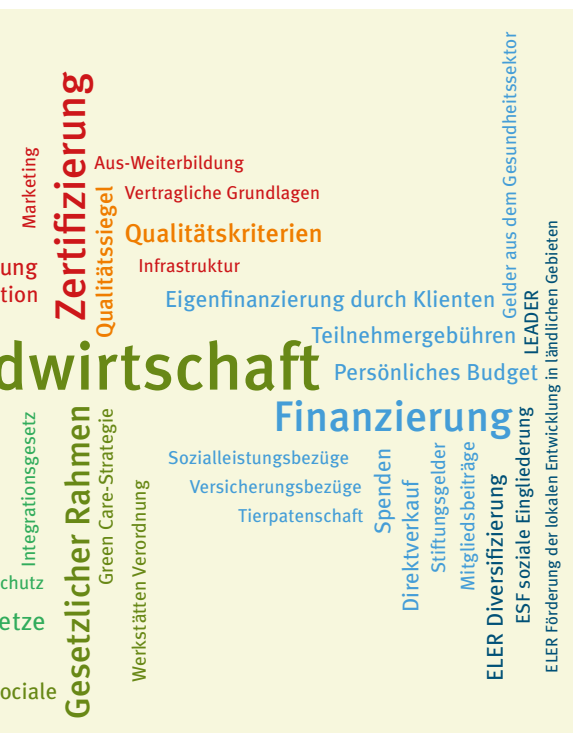 Marketing
Zertifizierung
Aus-Weiterbildung
Vertragliche Grundlagen
Qualitätssiegel
Qualitätskriterien
Infrastruktur
ung
tion
Gelder aus dem Gesundheitssektor
Eigenfinanzierung durch Klienten
Teilnehmergebühren
LEADER
dwirtschaft
Persönliches Budget
Finanzierung
ELER Förderung der lokalen Entwicklung in ländlichen Gebieten
Integrationsgesetz
Gesetzlicher Rahmen
Green Care-Strategie
Werkstätten Verordnung
Sozialleistungsbezüge
Versicherungsbezüge
Tierpatenschaft
Spenden
Direktverkauf
Stiftungsgelder
Mitgliedsbeiträge
ELER Diversifizierung
ESF soziale Eingliederung
chutz
etze
ociale